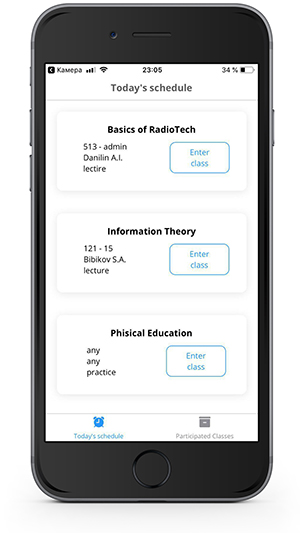 Камера 23:05 34 %
Today's schedule
Basics of RadioTech
513 - admin
Danilin A.I.
lectire
Enter
class
Information Theory
121 - 15
Bibikov S.A.
lecture
Enter
class
Phisical Education
any
any
practice
Enter
class
Today's schedule Participated Classes